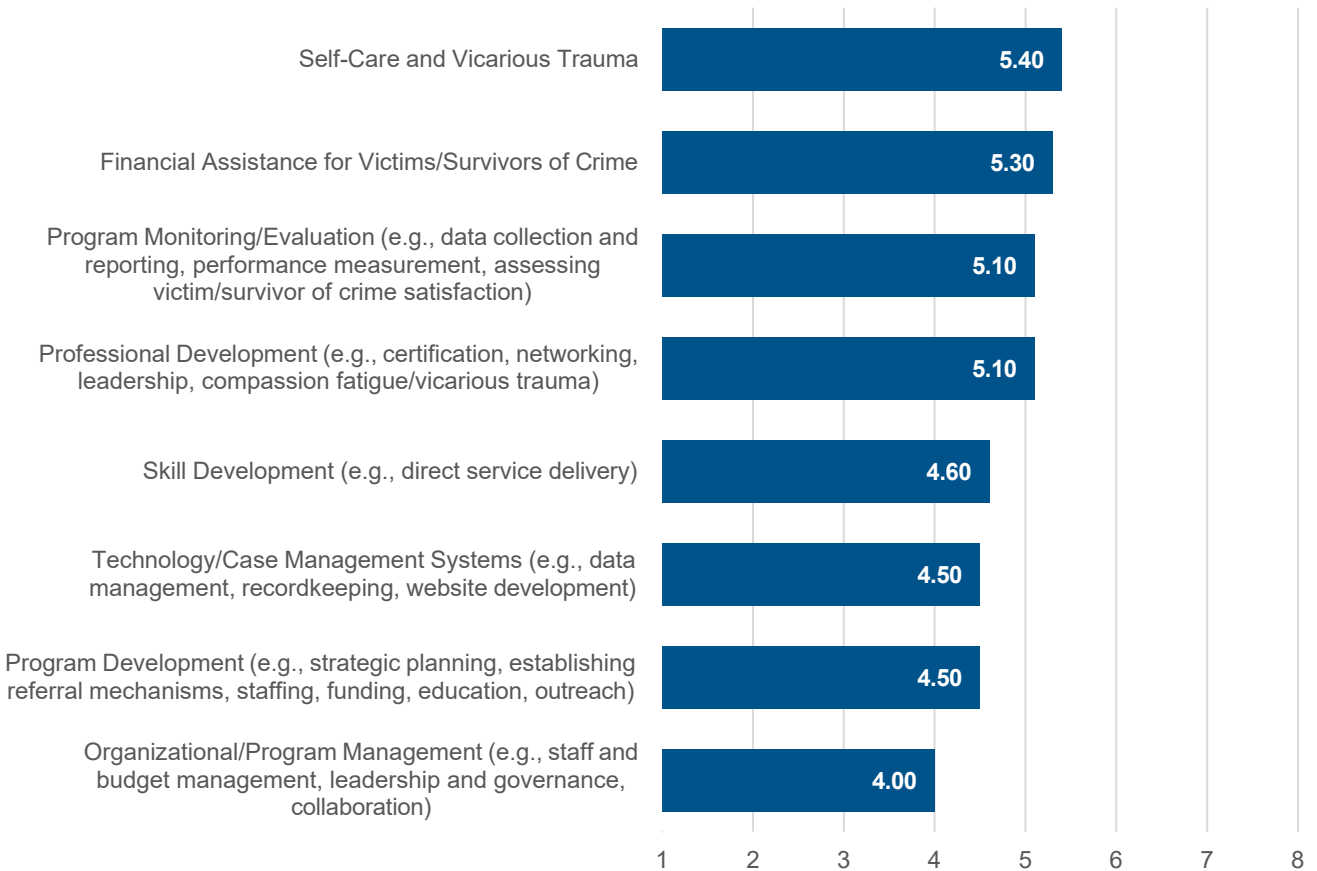 Self-Care and Vicarious Trauma
5.40
Financial Assistance for Victims/Survivors of Crime
5.30
Program Monitoring/Evaluation (e.g., data collection and
reporting, performance measurement, assessing
victim/survivor of crime satisfaction)
5.10
Professional Development (e.g., certification, networking,
leadership, compassion fatigue/vicarious trauma)
5.10
Skill Development (e.g., direct service delivery)
4.60
Technology/Case Management Systems (e.g., data
management, recordkeeping, website development)
4.50
Program Development (e.g., strategic planning, establishing
referral mechanisms, staffing, funding, education, outreach)
4.50
Organizational/Program Management (e.g., staff and
budget management, leadership and governance,
collaboration)
4.00
1 2 3 4 5 6 7 8